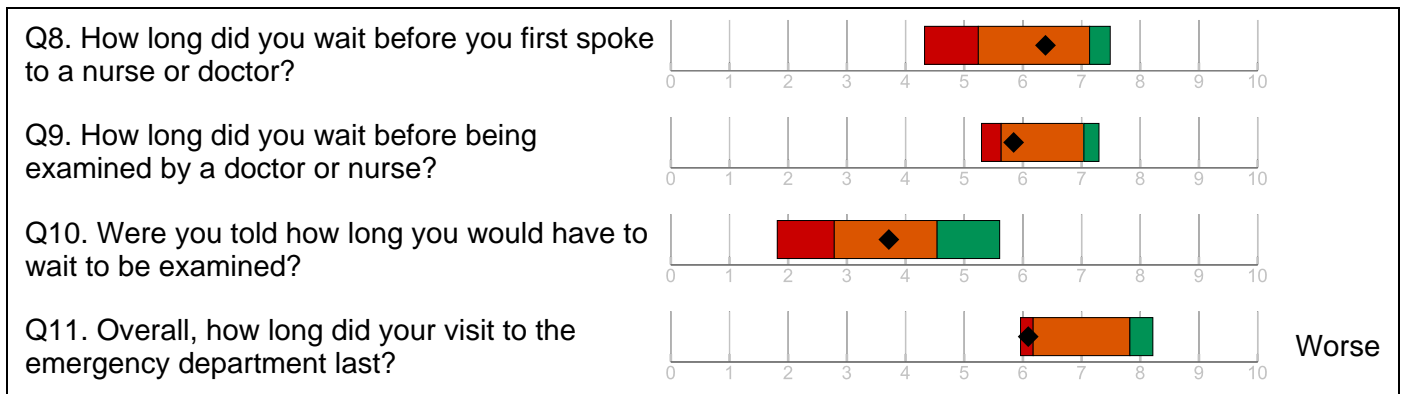 Q8. How long did you wait before you first spoke
to a nurse or doctor?
0 1 2 3 4 5 6 7 8 9 10
Q9. How long did you wait before being
examined by a doctor or nurse?
0 1 2 3 4 5 6 7 8 9 10
Q10. Were you told how long you would have to
wait to be examined?
0 1 2 3 4 5 6 7 8 9 10
Q11. Overall, how long did your visit to the
emergency department last?
Worse
0 1 2 3 4 5 6 7 8 9 10